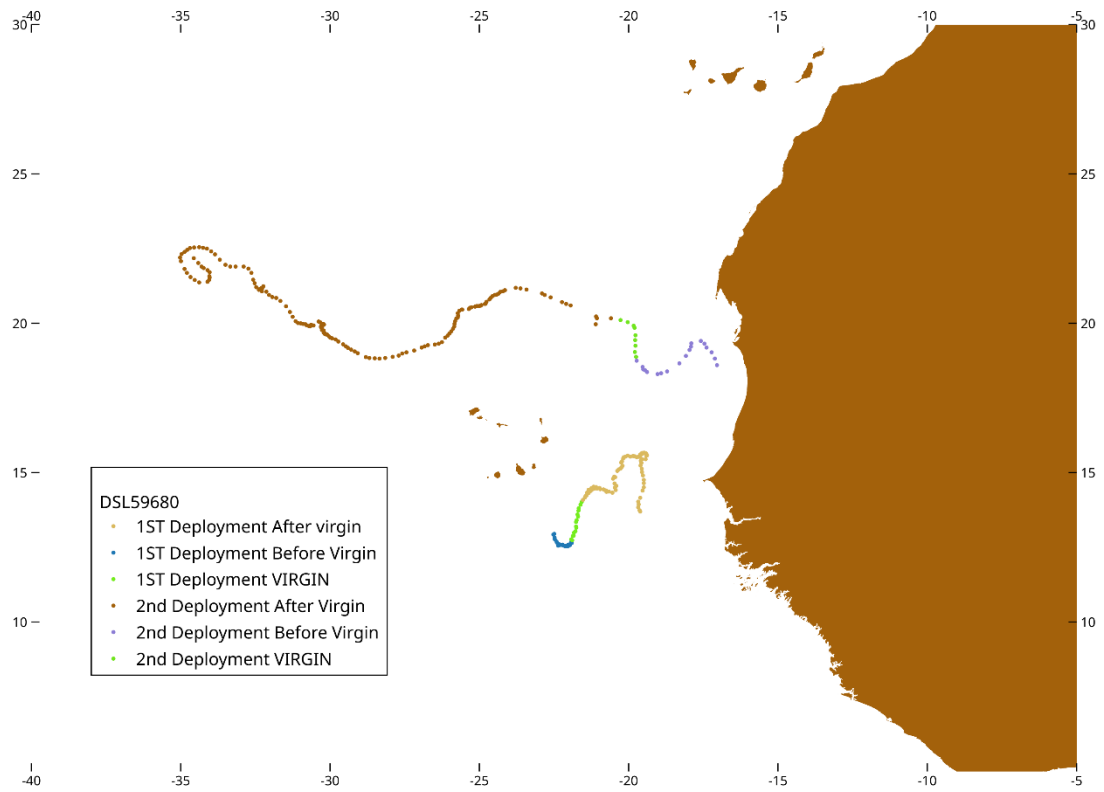 -40 -35 -30 -25 -20 -15 -10 -5
30 30
25 25
20 20
15 15
10 10
DSL59680
1ST Deployment After virgin
1ST Deployment Before Virgin
1ST Deployment VIRGIN
2nd Deployment After Virgin
2nd Deployment Before Virgin
2nd Deployment VIRGIN
-40 -35 -30 -25 -20 -15 -10 -5